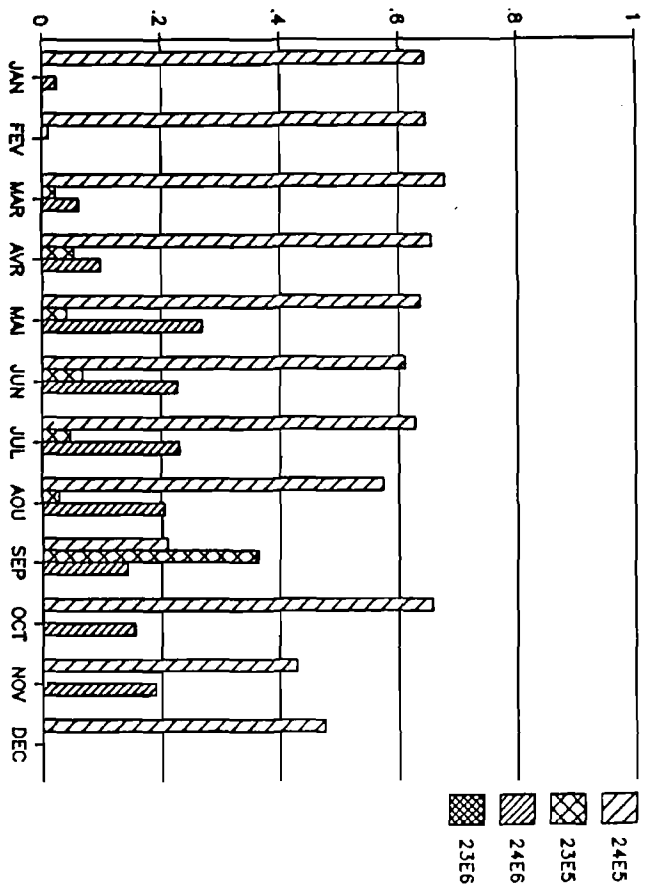 1
.8
.6
.4
.2
0
JAN
FEV
MAR
AVR
MAI
JUN
JUL
AOU
SEP
OCT
NOV
DEC
24E5
23E5
24E6
23E6